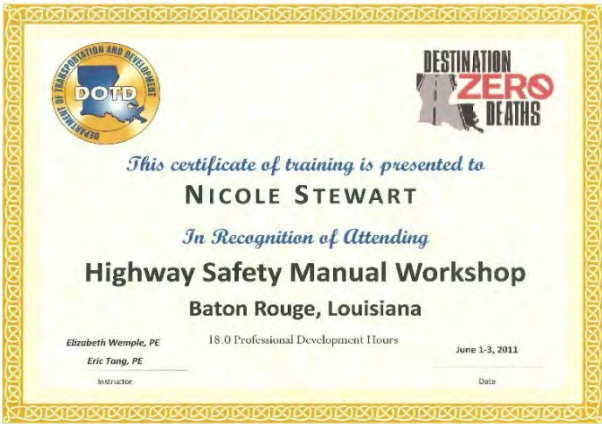 DEPARTMENT OF TRANSPORTATION AND DEVELOPMENT
DOTD
DESTINATION
ZERO
DEATHS
This certificate of training is presented to
NICOLE STEWART
In Recognition of Attending
Highway Safety Manual Workshop
Baton Rouge, Louisiana
18.0 Professional Development Hours
Elizabeth Wemple, PE
Eric Tang, PE
Instructor
June 1-3, 2011
Date